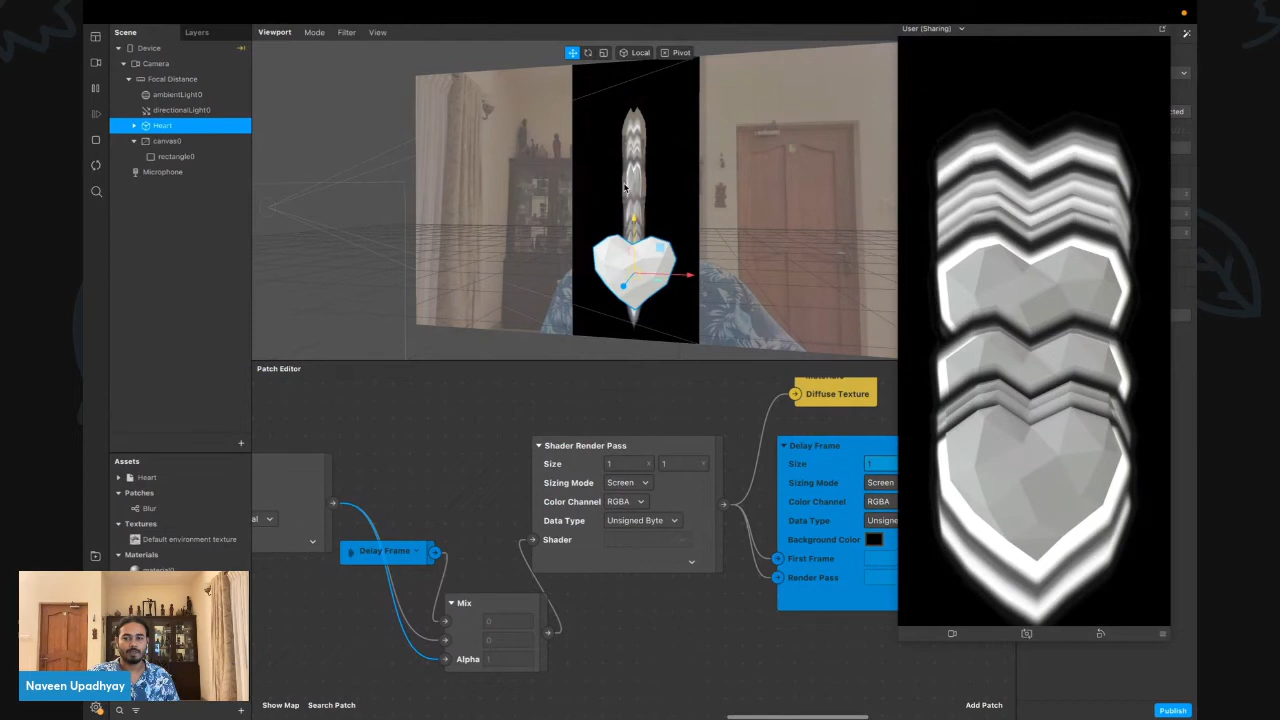 Scene
Layers
Device
Camera
Focal Distance
ambientLight0
directionalLight0
Heart
canvas0
rectangle0
Microphone
Assets
Heart
Patches
Blur
Textures
Default environment texture
Materials
material0
Naveen Upadhyay
Viewport
Mode
Filter
View
Local
Pivot
Patch Editor
Delay Frame
Mix
0
0
Alpha
1
Shader Render Pass
Size
1
1
Sizing Mode
Screen
Color Channel
RGBA
Data Type
Unsigned Byte
Shader
Diffuse Texture
Delay Frame
Size
1
Sizing Mode
Screen
Color Channel
RGBA
Data Type
Background Color
First Frame
Render Pass
Show Map
Search Patch
Add Patch
User (Sharing)
Publish